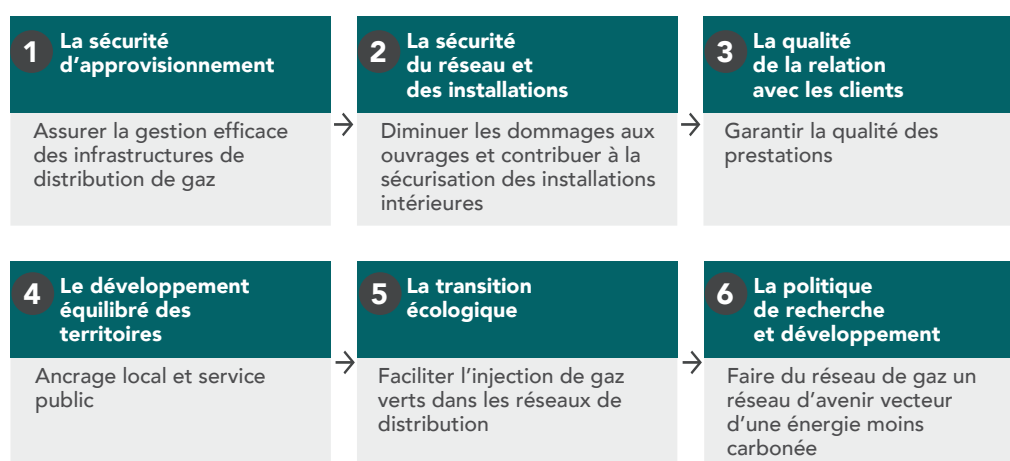 1
La sécurité
d’approvisionnement
Assurer la gestion efficace
des infrastructures de
distribution de gaz
2
La sécurité
du réseau et
des installations
Diminuer les dommages aux
ouvrages et contribuer à la
sécurisation des installations
intérieures
3
La qualité
de la relation
avec les clients
Garantir la qualité des
prestations
4
Le développement
équilibré des
territoires
Ancrage local et service
public
5
La transition
écologique
Faciliter l’injection de gaz
verts dans les réseaux de
distribution
6
La politique
de recherche
et développement
Faire du réseau de gaz un
réseau d’avenir vecteur
d’une énergie moins
carbonée